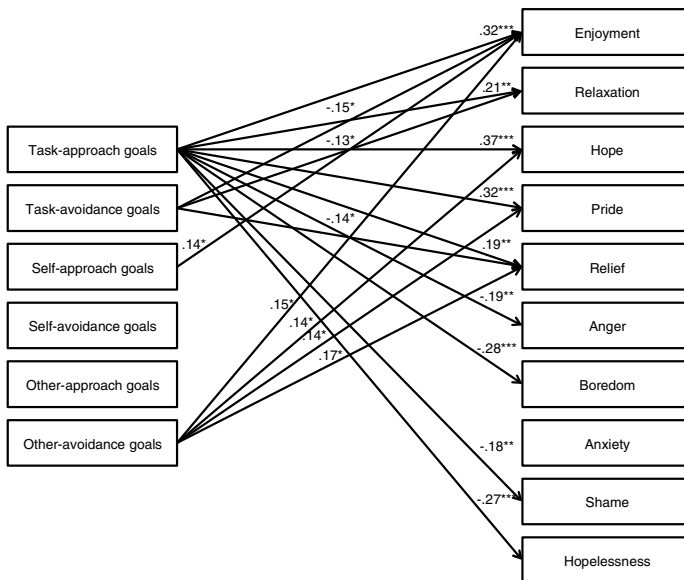 Enjoyment
.32***
Relaxation
.21**
-.15*
Task-approach goals
-.13*
.37***
Hope
Task-avoidance goals
.32***
Pride
-.14*
.14*
Self-approach goals
.19**
Relief
Self-avoidance goals
.15*
-.19**
Anger
.14*
.14*
.17*
-.28***
Other-approach goals
Boredom
Other-avoidance goals
-.18**
Anxiety
-.27***
Shame
Hopelessness